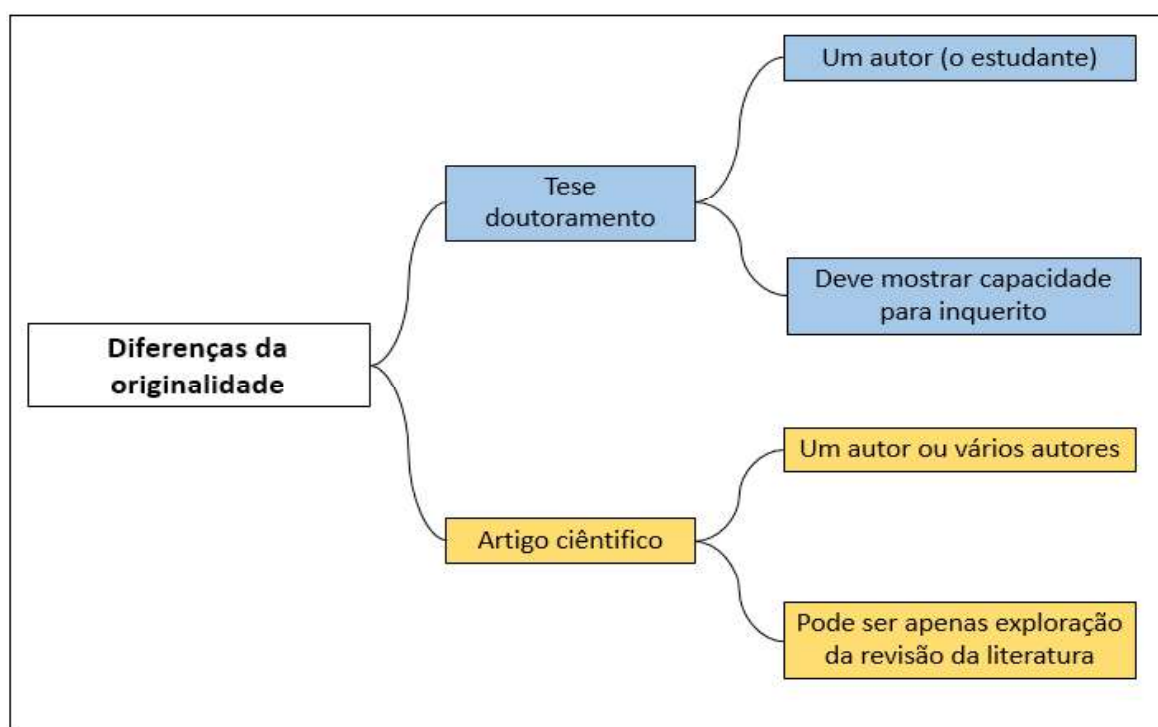 Um autor (o estudante)
Tese
doutoramento
Deve mostrar capacidade
para inquerito
Diferenças da
originalidade
Um autor ou vários autores
Artigo ciêntifico
Pode ser apenas exploração
da revisão da literatura